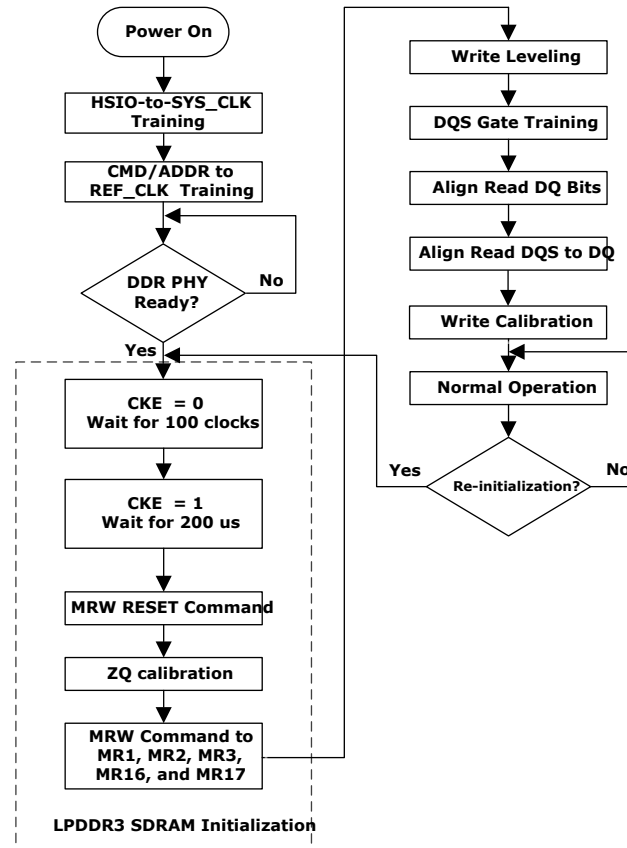 Power On
HSIO-to-SYS_CLK
Training
CMD/ADDR to
REF_CLK Training
DDR PHY
Ready?
No
Yes
CKE = 0
Wait for 100 clocks
CKE = 1
Wait for 200 us
MRW RESET Command
ZQ calibration
MRW Command to
MR1, MR2, MR3,
MR16, and MR17
LPDDR3 SDRAM Initialization
Write Leveling
DQS Gate Training
Align Read DQ Bits
Align Read DQS to DQ
Write Calibration
Normal Operation
Yes
Re-initialization?
No